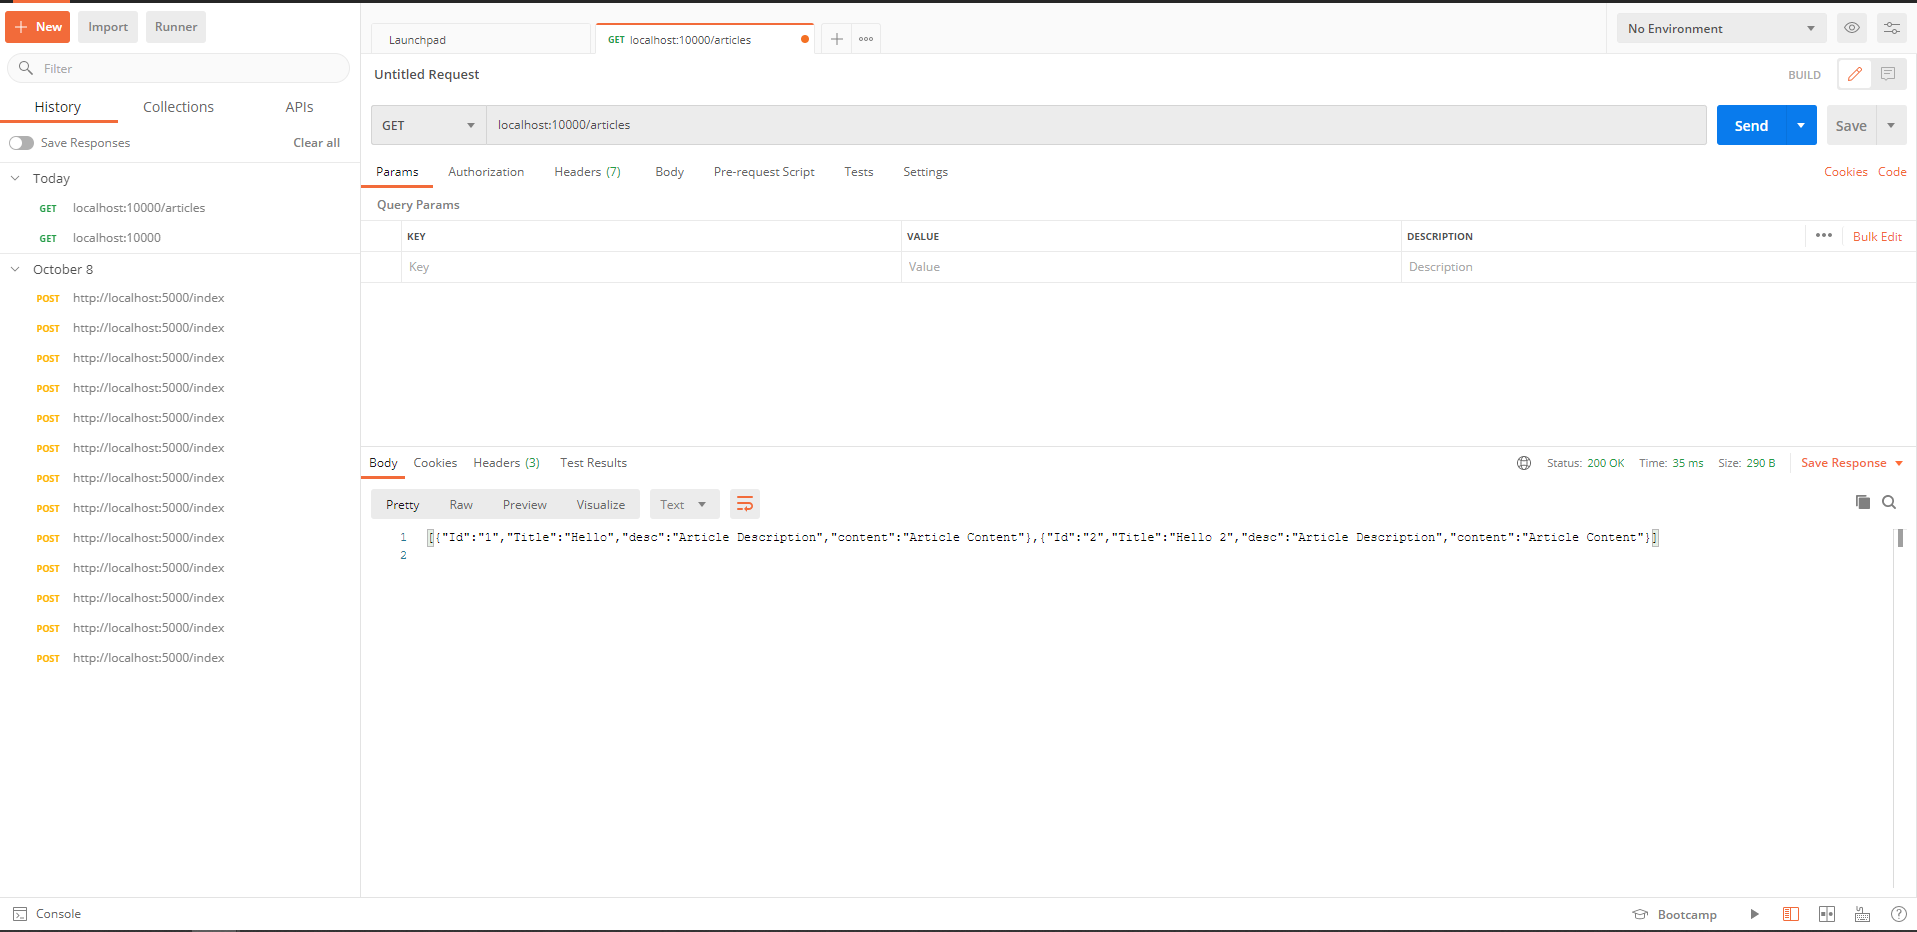 New Import Runner
Filter
History Collections APIs
Save Responses Clear all
Today
GET localhost:10000/articles
GET localhost:10000
October 8
POST http://localhost:5000/index
POST http://localhost:5000/index
POST http://localhost:5000/index
POST http://localhost:5000/index
POST http://localhost:5000/index
POST http://localhost:5000/index
POST http://localhost:5000/index
POST http://localhost:5000/index
POST http://localhost:5000/index
POST http://localhost:5000/index
POST http://localhost:5000/index
POST http://localhost:5000/index
POST http://localhost:5000/index
Launchpad GET localhost:10000/articles No Environment
Untitled Request BUILD
GET localhost:10000/articles Send Save
Params Authorization Headers (7) Body Pre-request Script Tests Settings Cookies Code
Query Params
KEY VALUE DESCRIPTION Bulk Edit
Key Value Description
Body Cookies Headers (3) Test Results Status: 200 OK Time: 35 ms Size: 290 B Save Response
Pretty Raw Preview Visualize Text
1 [{"Id":"1","Title":"Hello","desc":"Article Description","content":"Article Content"},{"Id":"2","Title":"Hello 2","desc":"Article Description","content":"Article Content"}]
2
Console Bootcamp